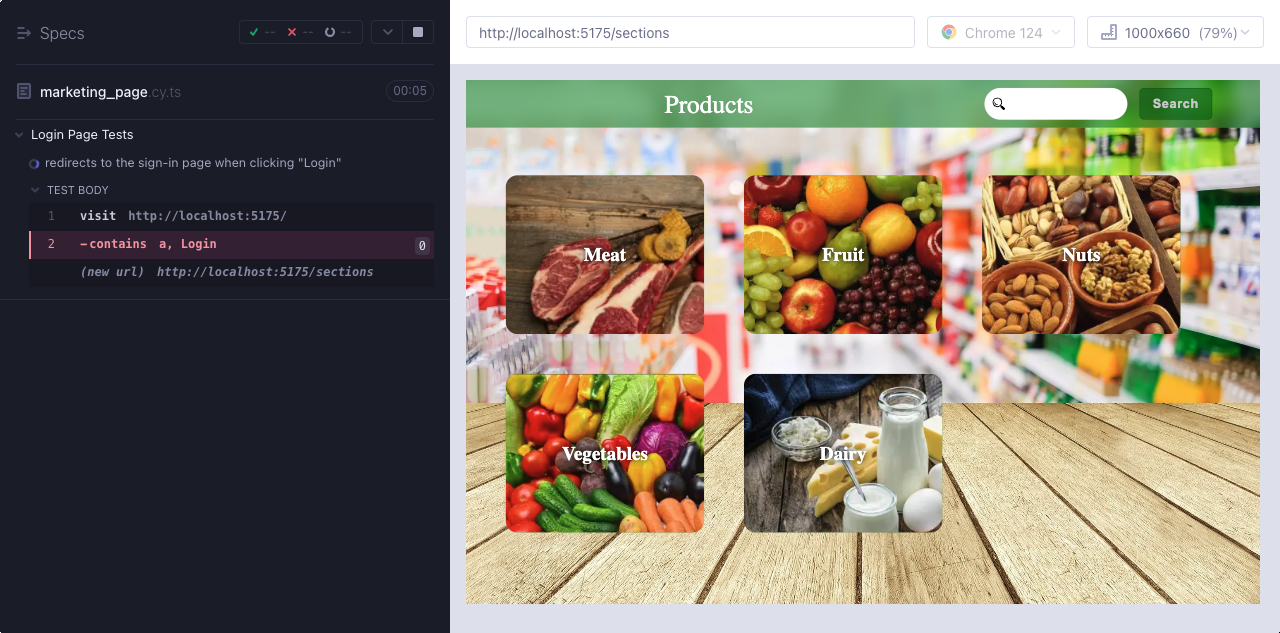 Specs
-- -- --
marketing_page.cy.ts 00:05
Login Page Tests
redirects to the sign-in page when clicking "Login"
TEST BODY
1 visit http://localhost:5175/
2 -contains a, Login 0
(new url) http://localhost:5175/sections
http://localhost:5175/sections
Chrome 124
1000x660 (79%)
Products
Search
Meat
Fruit
Nuts
Vegetables
Dairy